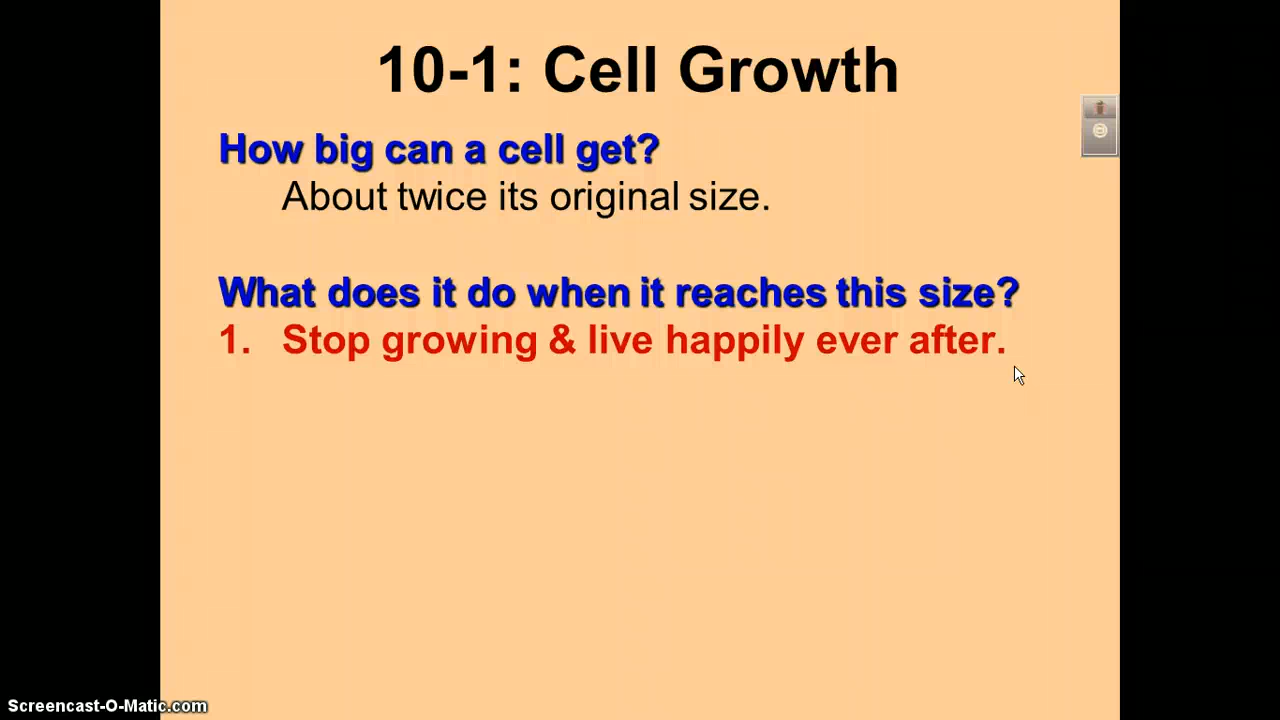 10-1: Cell Growth
How big can a cell get?
About twice its original size.
What does it do when it reaches this size?
1. Stop growing & live happily ever after.
Screencast-O-Matic.com